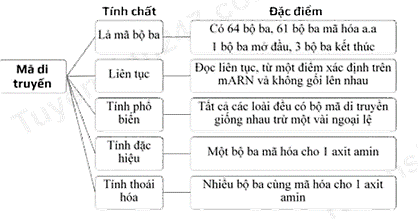 Tính chất
Đặc điểm
Mã di
truyền
Là mã bộ ba
Có 64 bộ ba, 61 bộ ba mã hóa a.a
1 bộ ba mở đầu, 3 bộ ba kết thúc
Liên tục
Đọc liên tục, từ một điểm xác định trên
mARN và không gối lên nhau
Tính phổ
biến
Tất cả các loài đều có bộ mã di truyền
giống nhau trừ một vài ngoại lệ
Tính đặc
hiệu
Một bộ ba mã hóa cho 1 axit amin
Tính thoái
hóa
Nhiều bộ ba cùng mã hóa cho 1 axit
amin